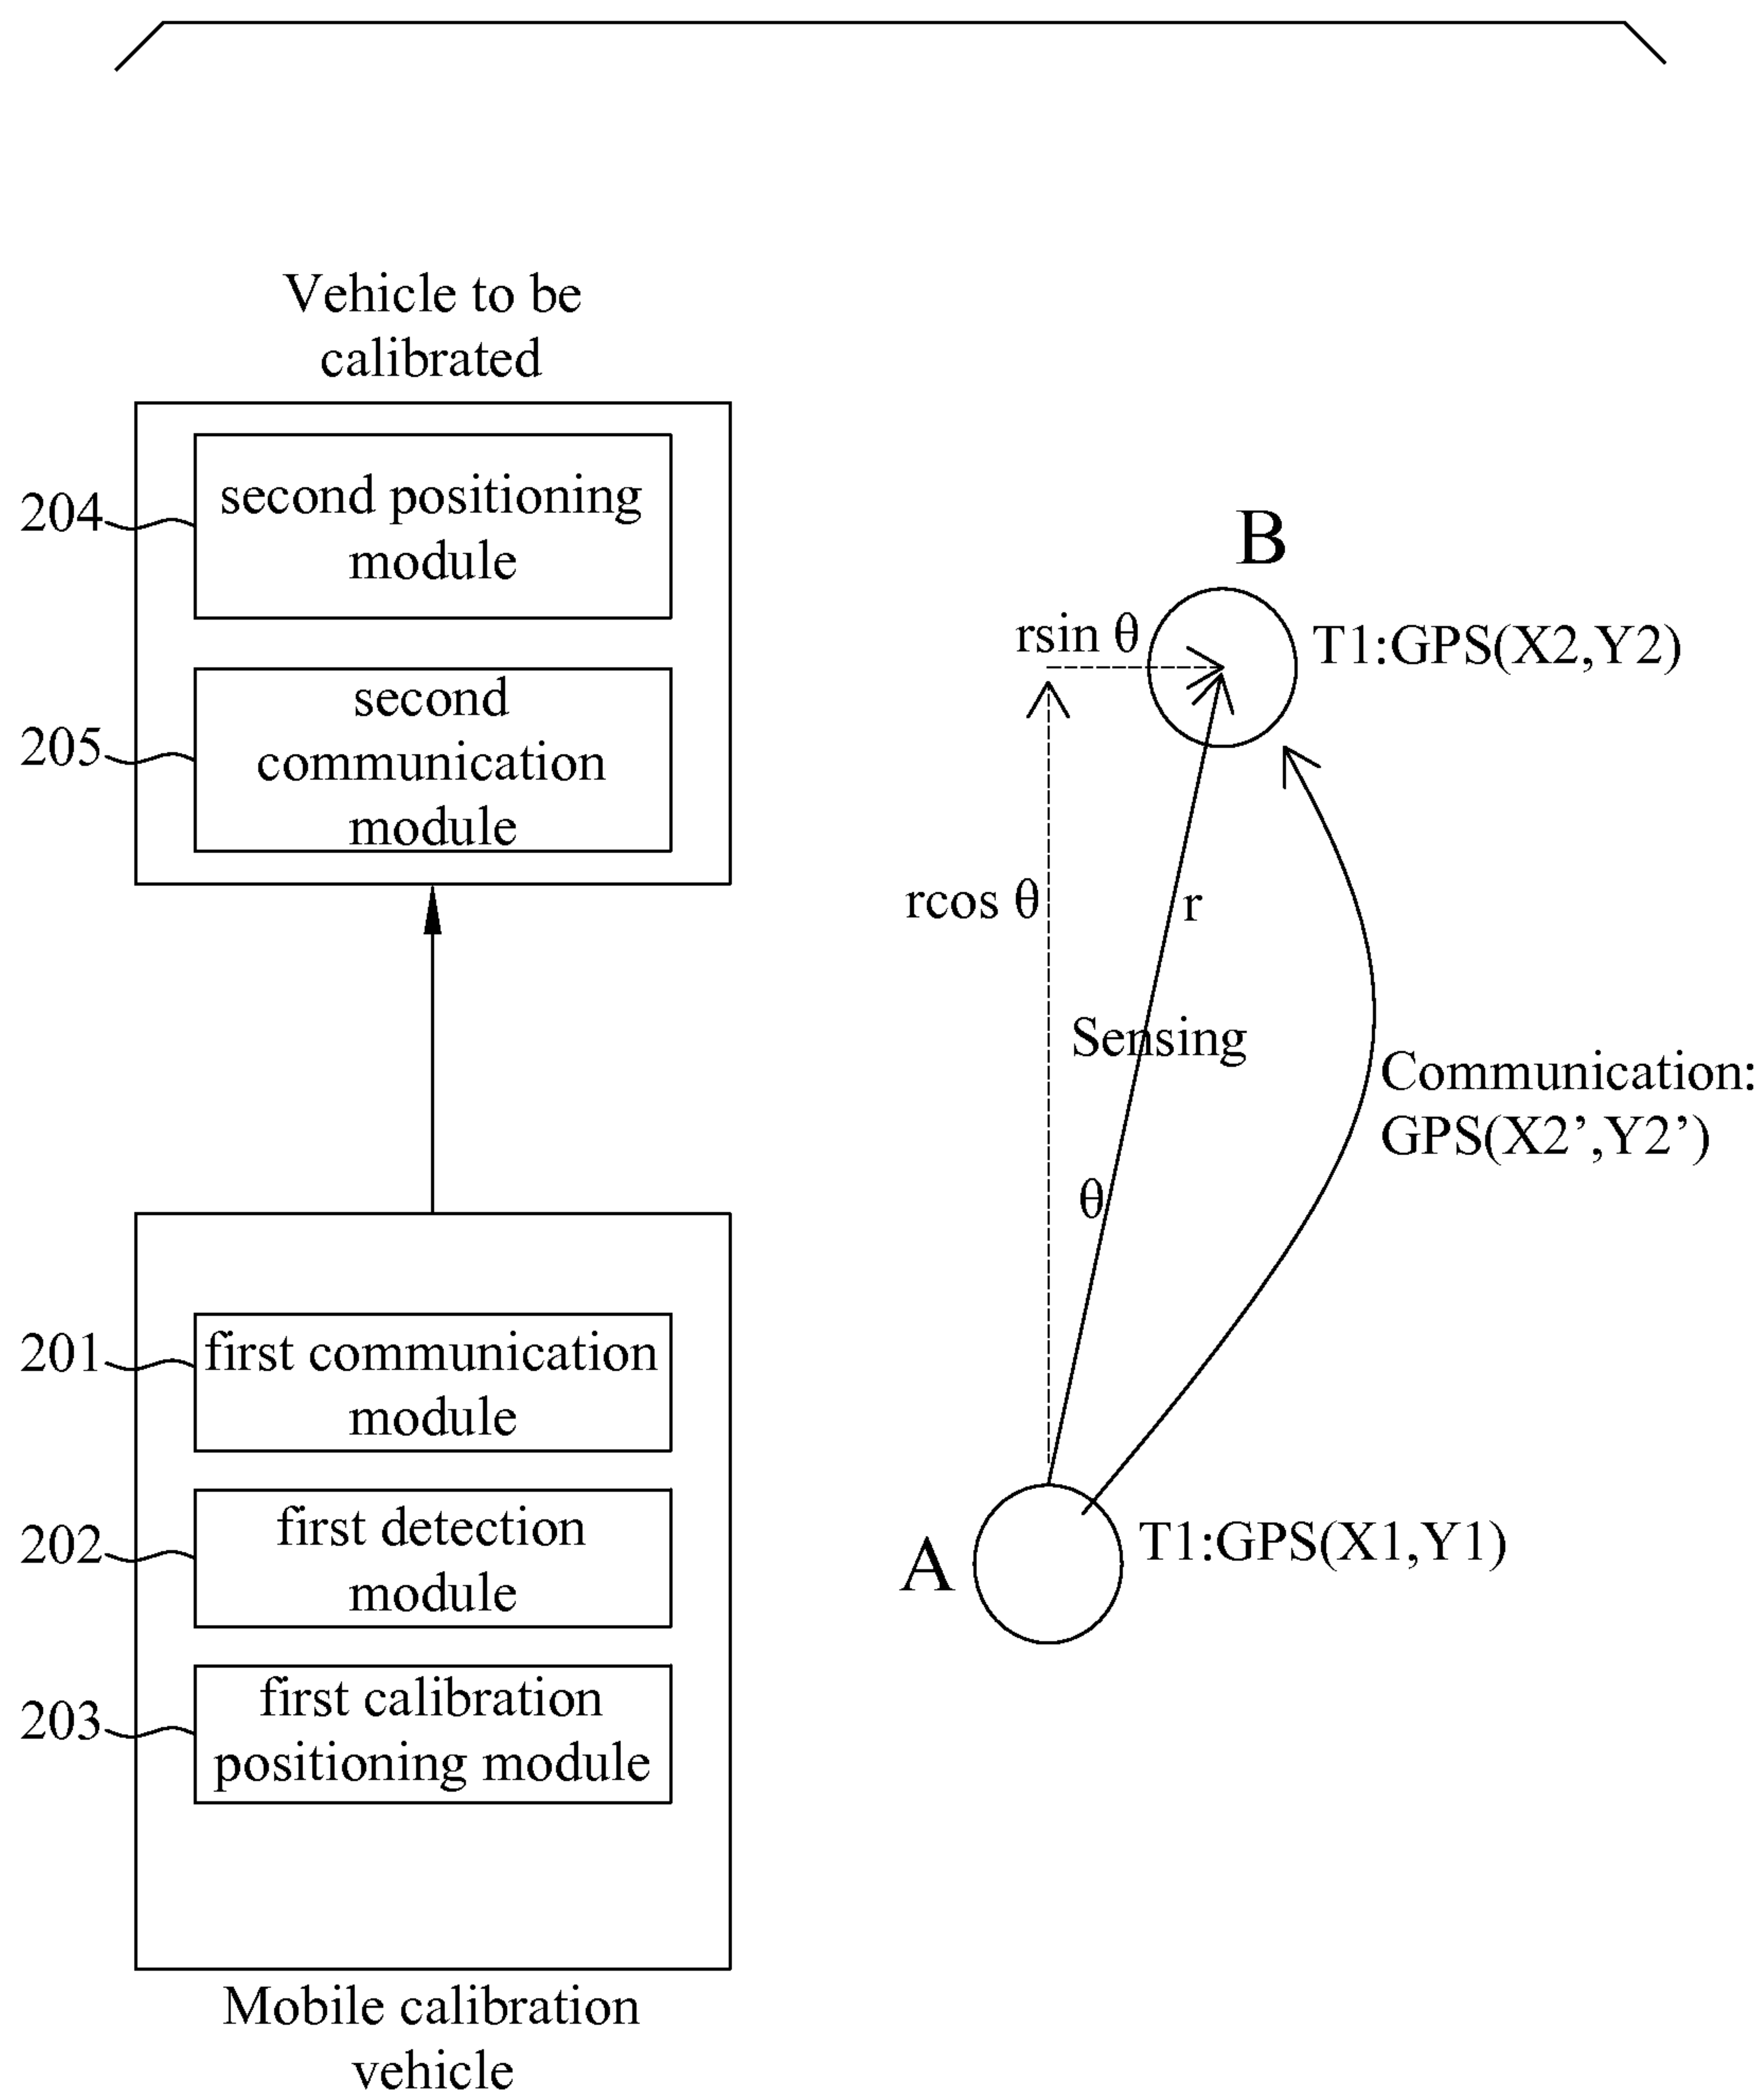 Vehicle to be
calibrated
204
second positioning
module
205
second
communication
module
201
first communication
module
202
first detection
module
203
first calibration
positioning module
Mobile calibration
vehicle
B
rsin θ
T1:GPS(X2,Y2)
rcos θ
r
Sensing
Communication:
GPS(X2’,Y2’)
θ
A
T1:GPS(X1,Y1)